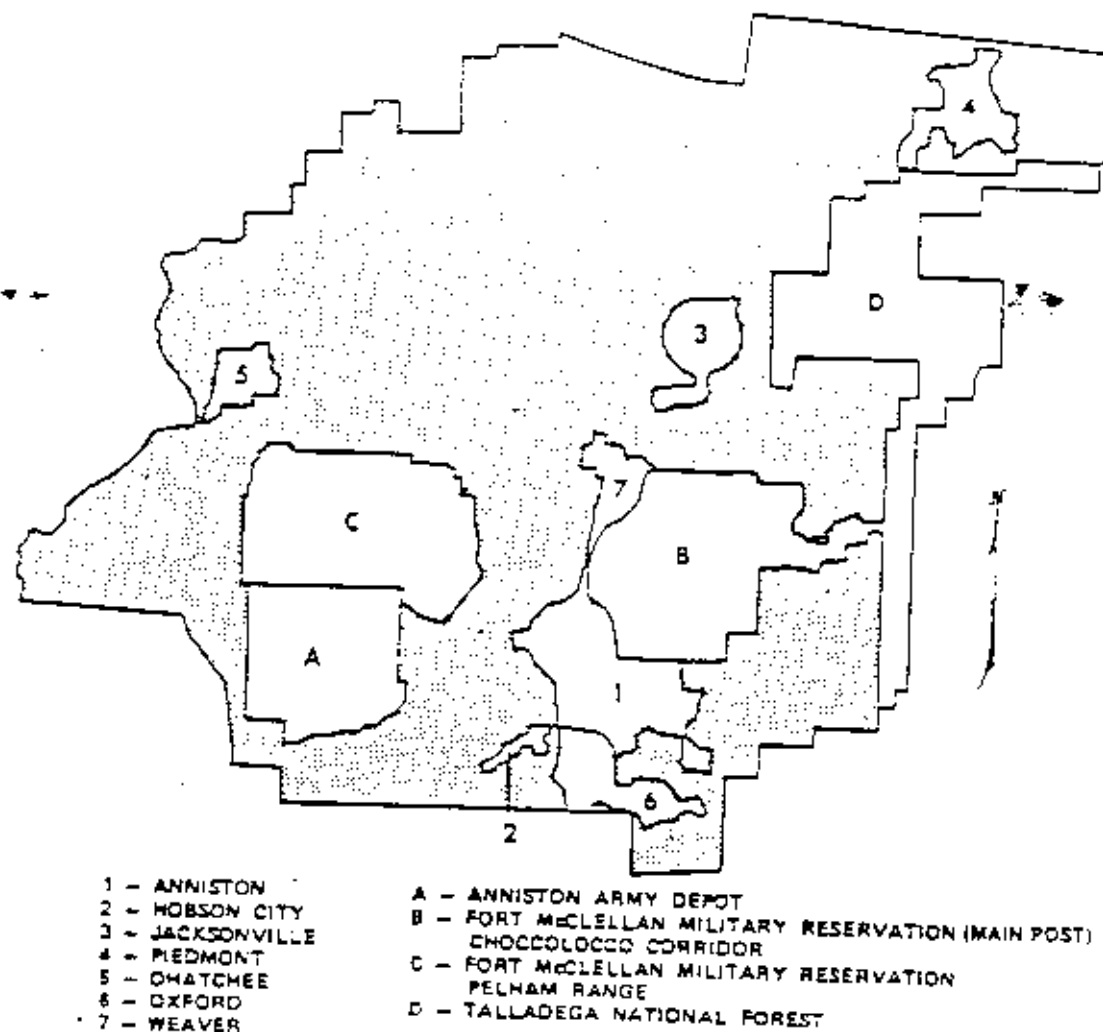 4
D
3
5
7
N
C
B
A
1
6
2
1 – ANNISTON
2 – HOBSON CITY
3 – JACKSONVILLE
4 – PIEDMONT
5 – OHATCHEE
6 – OXFORD
7 – WEAVER
A – ANNISTON ARMY DEPOT
B – FORT McCLELLAN MILITARY RESERVATION (MAIN POST)
CHOCCOLOCCO CORRIDOR
C – FORT McCLELLAN MILITARY RESERVATION
PELHAM RANGE
D – TALLADEGA NATIONAL FOREST